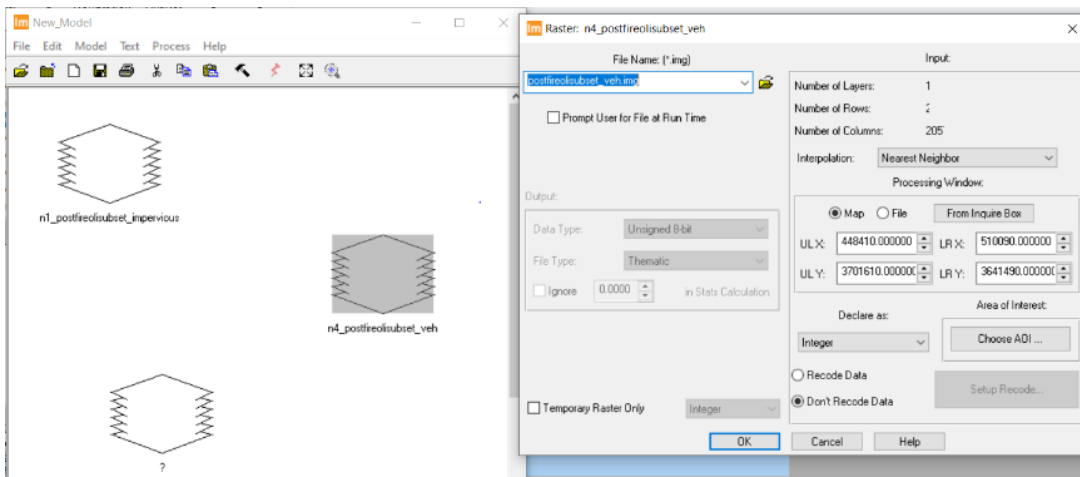 Im New_Model
File Edit Model Text Process Help
n1_postfireolisubset_impervious
n4_postfireolisubset_veh
?
Im Raster: n4_postfireolisubset_veh
File Name: (*.img)
postfireolisubset_veh.img
Prompt User for File at Run Time
Output:
Data Type: Unsigned 8-bit
File Type: Thematic
Ignore 0.0000 in Stats Calculation
Temporary Raster Only Integer
Input:
Number of Layers: 1
Number of Rows:
Number of Columns: 205
Interpolation: Nearest Neighbor
Processing Window:
Map File From Inquire Box
UL X: 448410.000000 LR X: 510090.000000
UL Y: 3701610.00000( LR Y: 3641490.00000(
Declare as:
Integer
Area of Interest:
Choose AOI ...
Recode Data
Don't Recode Data
Setup Recode...
OK Cancel Help